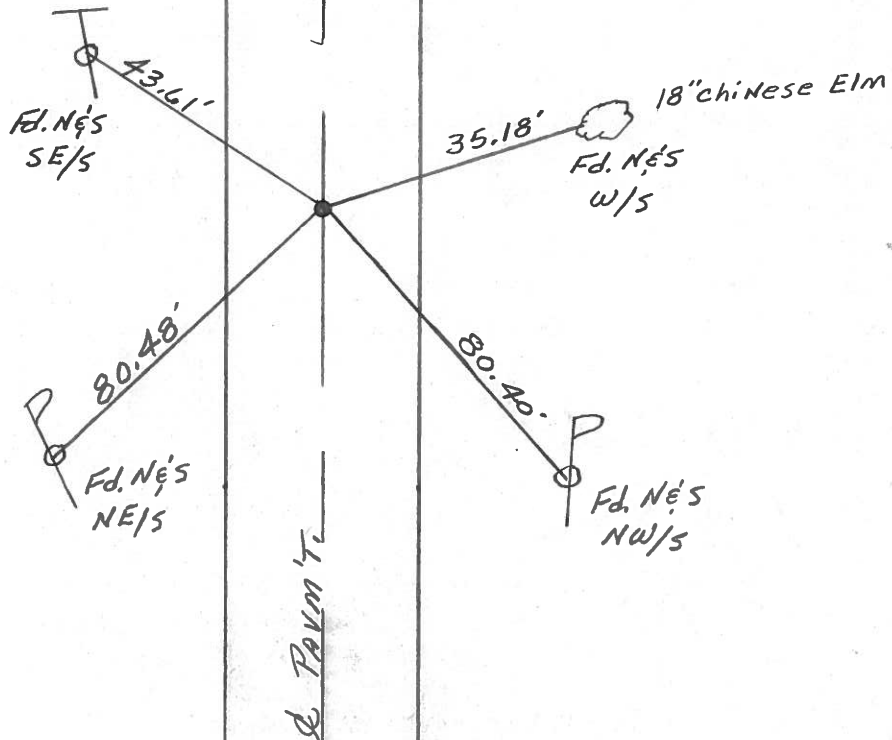 43.61'
Fd. N&S
SE/S
35.18'
18" chinese Elm
Fd. N&S
W/S
80.48'
Fd. N&S
NE/S
80.40'
Fd. N&S
NW/S
℄ PAVM'T.